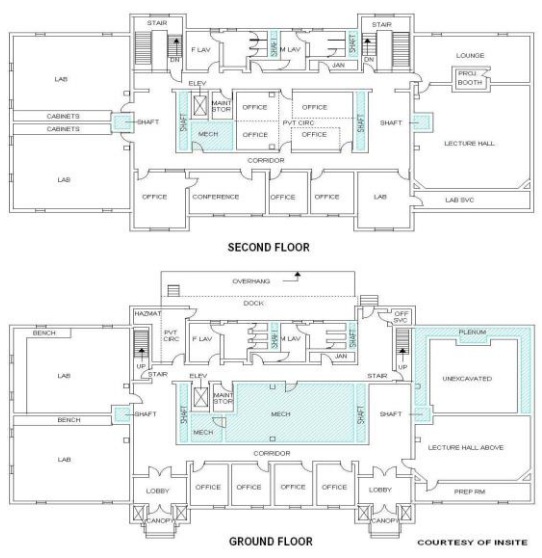 STAIR
STAIR
F LAV
SHAFT
M LAV
SHAFT
DN
JAN
DN
LOUNGE
LAB
ELEV
PROJ.
BOOTH
MAINT
STOR
OFFICE
OFFICE
CABINETS
CABINETS
SHAFT
SHAFT
PVT CIRC
SHAFT
SHAFT
MECH
OFFICE
OFFICE
LECTURE HALL
CORRIDOR
LAB
OFFICE
CONFERENCE
OFFICE
OFFICE
LAB
LAB SVC
SECOND FLOOR
OVERHANG
DOCK
HAZMAT
OFF
SVC
BENCH
PVT
CIRC
F LAV
SHAFT
M LAV
SHAFT
PLENUM
UP
JAN
UP
LAB
STAIR
ELEV
STAIR
UNEXCAVATED
MAINT
STOR
BENCH
SHAFT
SHAFT
MECH
SHAFT
SHAFT
MECH
LECTURE HALL ABOVE
CORRIDOR
LAB
LOBBY
OFFICE
OFFICE
OFFICE
OFFICE
LOBBY
PREP RM.
CANOPY
CANOPY
GROUND FLOOR
COURTESY OF INSITE